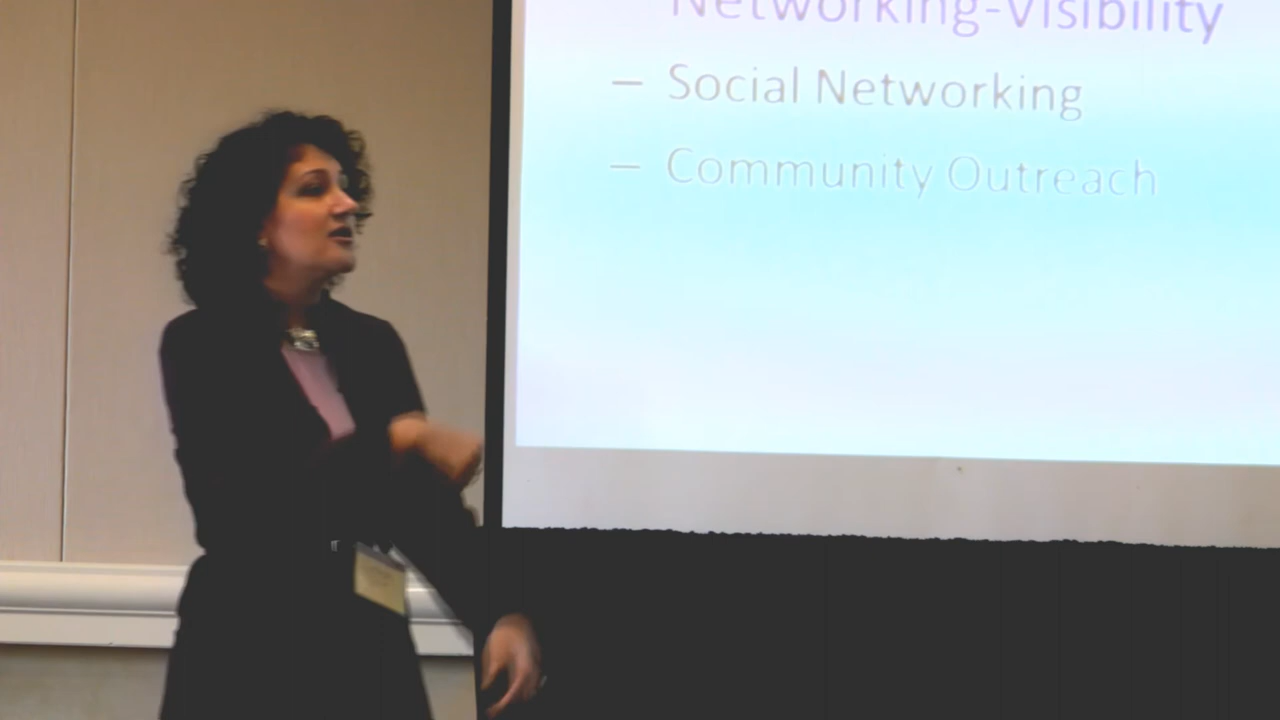 Networking-Visibility
– Social Networking
– Community Outreach